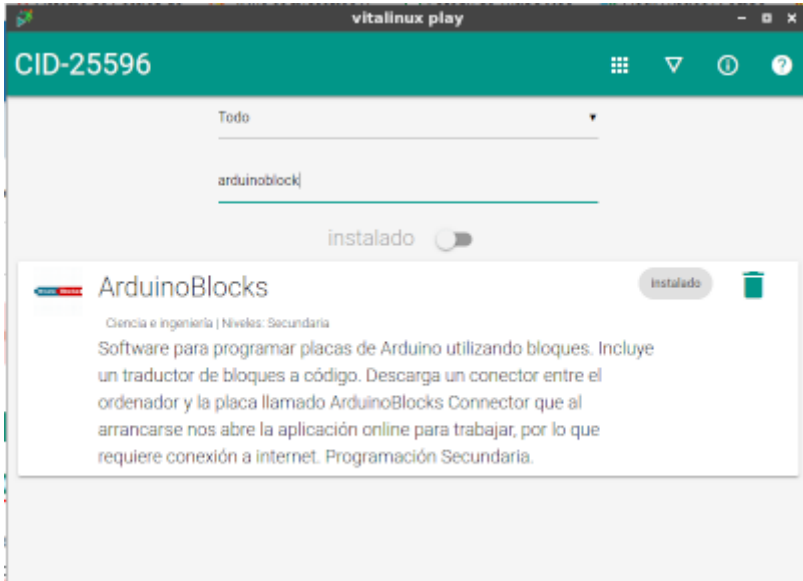 vitalinux play
CID-25596
Todo
arduinoblock
instalado
ArduinoBlocks
instalado
Ciencia e ingeniería | Niveles: Secundaria
Software para programar placas de Arduino utilizando bloques. Incluye
un traductor de bloques a código. Descarga un conector entre el
ordenador y la placa llamado ArduinoBlocks Connector que al
arrancarse nos abre la aplicación online para trabajar, por lo que
requiere conexión a internet. Programación Secundaria.